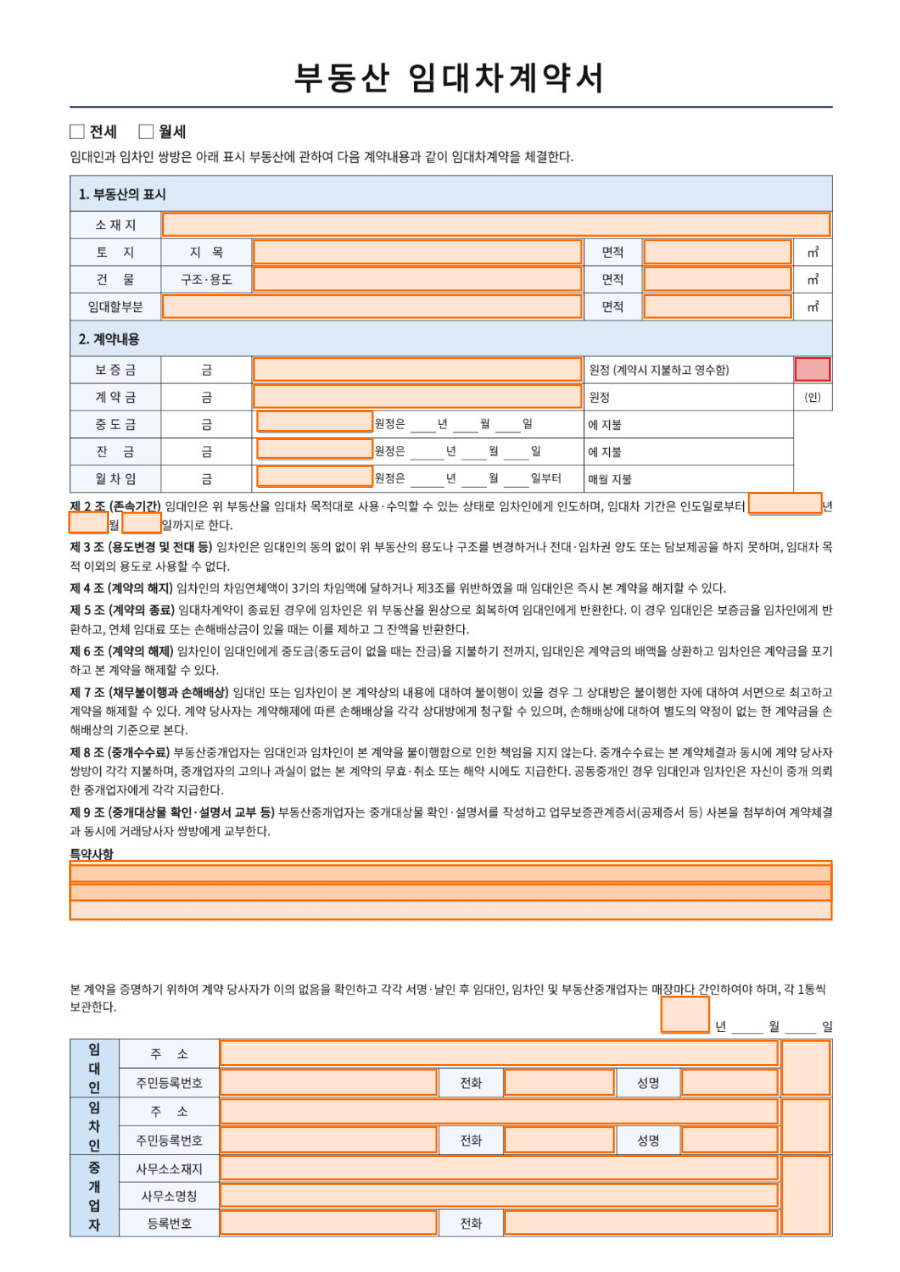 부동산 임대차계약서
□ 전세 □ 월세
임대인과 임차인 쌍방은 아래 표시 부동산에 관하여 다음 계약내용과 같이 임대차계약을 체결한다.
1. 부동산의 표시
소 재 지
토 지 지 목 면적 ㎡
건 물 구조·용도 면적 ㎡
임대할부분 면적 ㎡
2. 계약내용
보 증 금 금 원정 (계약시 지불하고 영수함)
계 약 금 금 원정 (인)
중 도 금 금 원정은 ____년 ____월 ____일 에 지불
잔 금 금 원정은 _____년 ____월 ____일 에 지불
월 차 임 금 원정은 _____년 ____월 ____일부터 매월 지불
제 2 조 (존속기간) 임대인은 위 부동산을 임대차 목적대로 사용·수익할 수 있는 상태로 임차인에게 인도하며, 임대차 기간은 인도일로부터 년
월 일까지로 한다.
제 3 조 (용도변경 및 전대 등) 임차인은 임대인의 동의 없이 위 부동산의 용도나 구조를 변경하거나 전대·임차권 양도 또는 담보제공을 하지 못하며, 임대차 목
적 이외의 용도로 사용할 수 없다.
제 4 조 (계약의 해지) 임차인의 차임연체액이 3기의 차임액에 달하거나 제3조를 위반하였을 때 임대인은 즉시 본 계약을 해지할 수 있다.
제 5 조 (계약의 종료) 임대차계약이 종료된 경우에 임차인은 위 부동산을 원상으로 회복하여 임대인에게 반환한다. 이 경우 임대인은 보증금을 임차인에게 반
환하고, 연체 임대료 또는 손해배상금이 있을 때는 이를 제하고 그 잔액을 반환한다.
제 6 조 (계약의 해제) 임차인이 임대인에게 중도금(중도금이 없을 때는 잔금)을 지불하기 전까지, 임대인은 계약금의 배액을 상환하고 임차인은 계약금을 포기
하고 본 계약을 해제할 수 있다.
제 7 조 (채무불이행과 손해배상) 임대인 또는 임차인이 본 계약상의 내용에 대하여 불이행이 있을 경우 그 상대방은 불이행한 자에 대하여 서면으로 최고하고
계약을 해제할 수 있다. 계약 당사자는 계약해제에 따른 손해배상을 각각 상대방에게 청구할 수 있으며, 손해배상에 대하여 별도의 약정이 없는 한 계약금을 손
해배상의 기준으로 본다.
제 8 조 (중개수수료) 부동산중개업자는 임대인과 임차인이 본 계약을 불이행함으로 인한 책임을 지지 않는다. 중개수수료는 본 계약체결과 동시에 계약 당사자
쌍방이 각각 지불하며, 중개업자의 고의나 과실이 없는 본 계약의 무효·취소 또는 해약 시에도 지급한다. 공동중개인 경우 임대인과 임차인은 자신이 중개 의뢰
한 중개업자에게 각각 지급한다.
제 9 조 (중개대상물 확인·설명서 교부 등) 부동산중개업자는 중개대상물 확인·설명서를 작성하고 업무보증관계증서(공제증서 등) 사본을 첨부하여 계약체결
과 동시에 거래당사자 쌍방에게 교부한다.
특약사항
본 계약을 증명하기 위하여 계약 당사자가 이의 없음을 확인하고 각각 서명·날인 후 임대인, 임차인 및 부동산중개업자는 매장마다 간인하여야 하며, 각 1통씩
보관한다.
년 _____ 월 _____ 일
임대인 주 소
주민등록번호 전화 성명
임차인 주 소
주민등록번호 전화 성명
중개업자 사무소소재지
사무소명칭
등록번호 전화